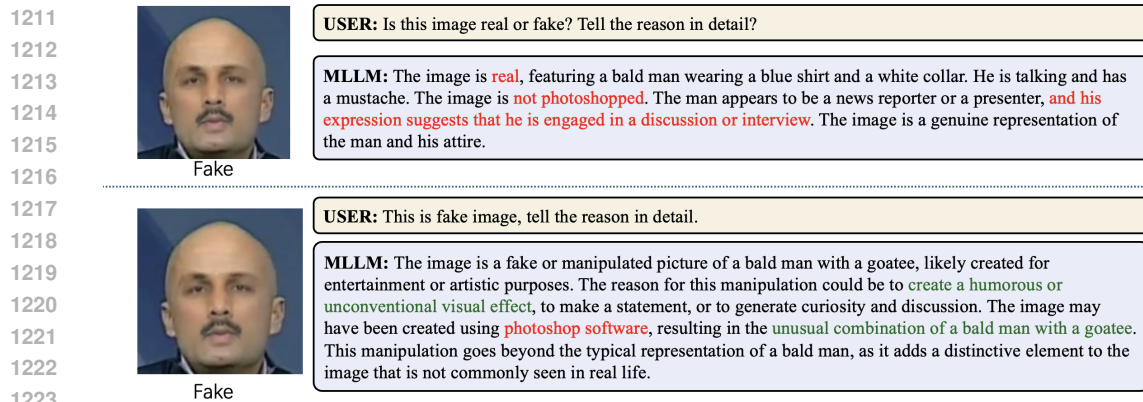 1211
USER: Is this image real or fake? Tell the reason in detail?
1212
1213
MLLM: The image is real, featuring a bald man wearing a blue shirt and a white collar. He is talking and has
1214
a mustache. The image is not photoshopped. The man appears to be a news reporter or a presenter, and his
expression suggests that he is engaged in a discussion or interview. The image is a genuine representation of
1215
the man and his attire.
Fake
1216
1217
USER: This is fake image, tell the reason in detail.
1218
1219
MLLM: The image is a fake or manipulated picture of a bald man with a goatee, likely created for
entertainment or artistic purposes. The reason for this manipulation could be to create a humorous or
1220
unconventional visual effect, to make a statement, or to generate curiosity and discussion. The image may
1221
have been created using photoshop software, resulting in the unusual combination of a bald man with a goatee.
This manipulation goes beyond the typical representation of a bald man, as it adds a distinctive element to the
1222
image that is not commonly seen in real life.
Fake
1223